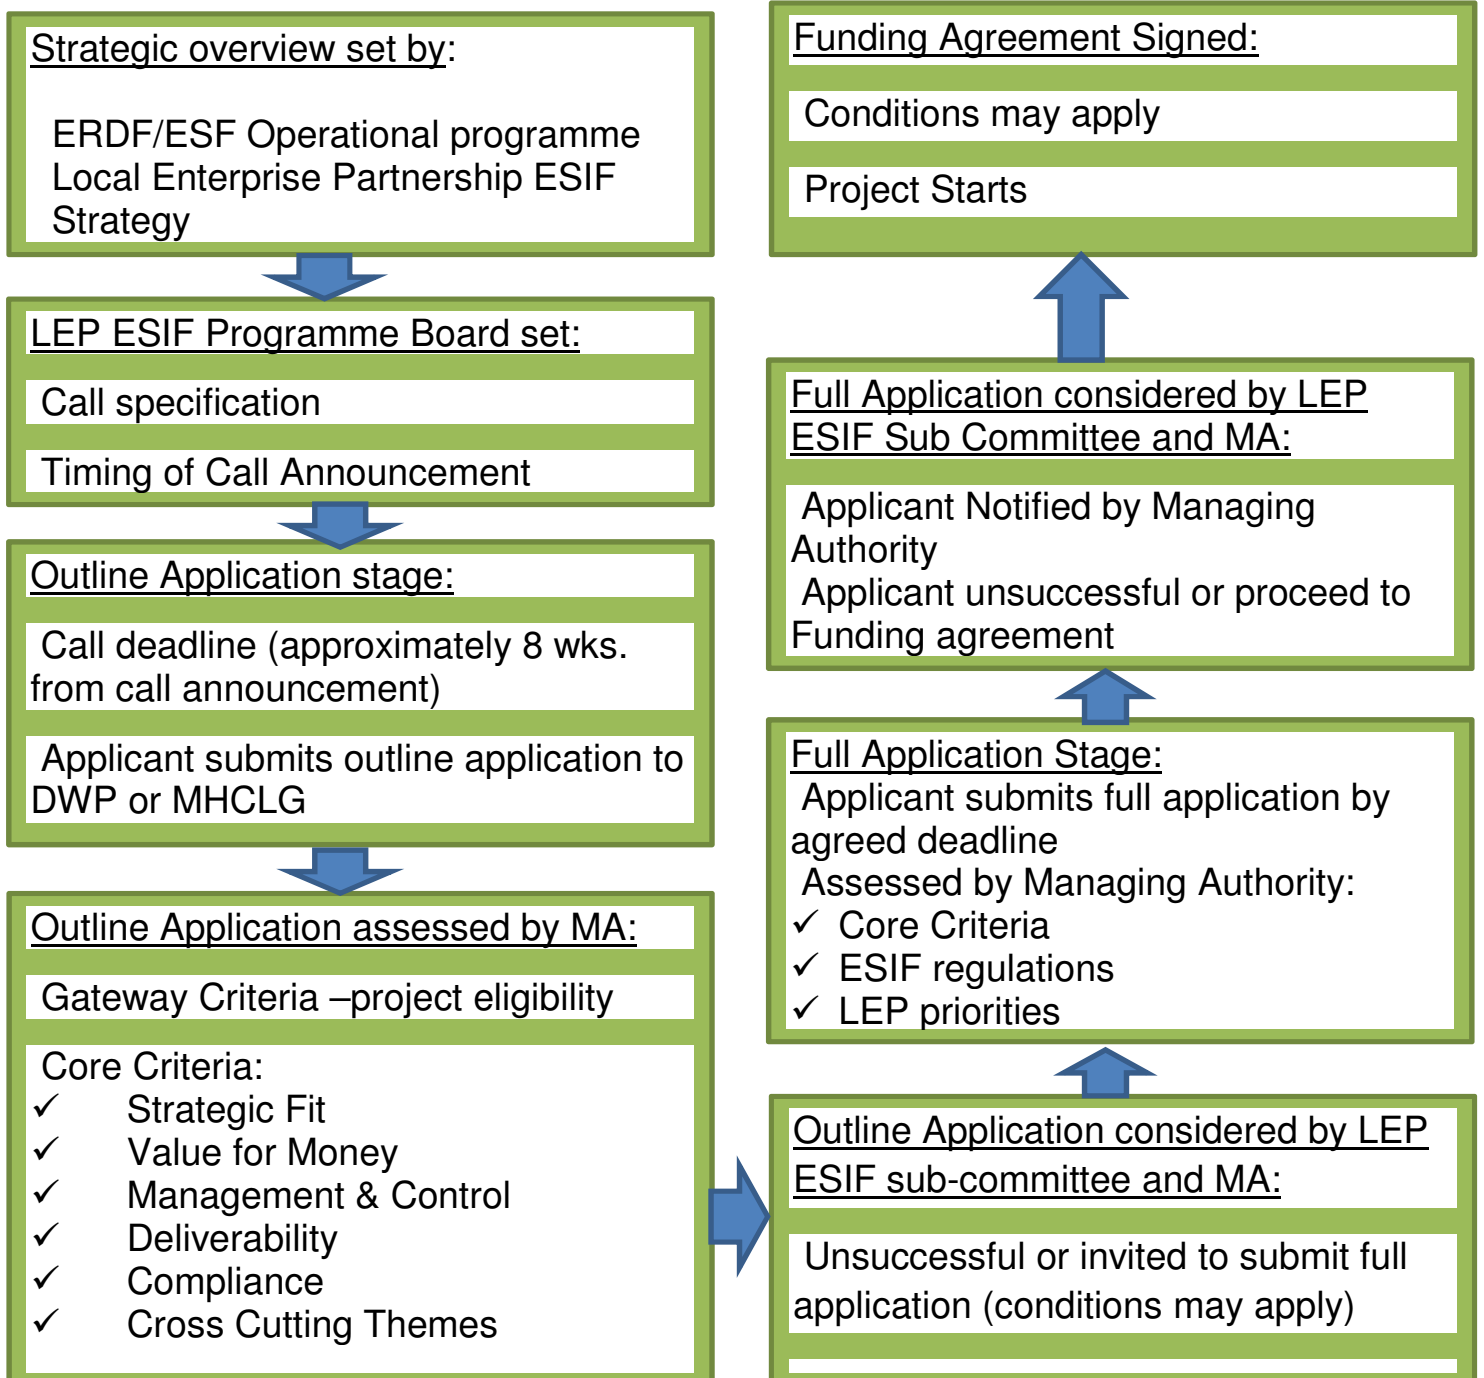 Strategic overview set by:
ERDF/ESF Operational programme
Local Enterprise Partnership ESIF
Strategy
LEP ESIF Programme Board set:
Call specification
Timing of Call Announcement
Outline Application stage:
Call deadline (approximately 8 wks.
from call announcement)
Applicant submits outline application to
DWP or MHCLG
Outline Application assessed by MA:
Gateway Criteria –project eligibility
Core Criteria:
✓ Strategic Fit
✓ Value for Money
✓ Management & Control
✓ Deliverability
✓ Compliance
✓ Cross Cutting Themes
Outline Application considered by LEP
ESIF sub-committee and MA:
Unsuccessful or invited to submit full
application (conditions may apply)
Full Application Stage:
Applicant submits full application by
agreed deadline
Assessed by Managing Authority:
✓ Core Criteria
✓ ESIF regulations
✓ LEP priorities
Full Application considered by LEP
ESIF Sub Committee and MA:
Applicant Notified by Managing
Authority
Applicant unsuccessful or proceed to
Funding agreement
Funding Agreement Signed:
Conditions may apply
Project Starts